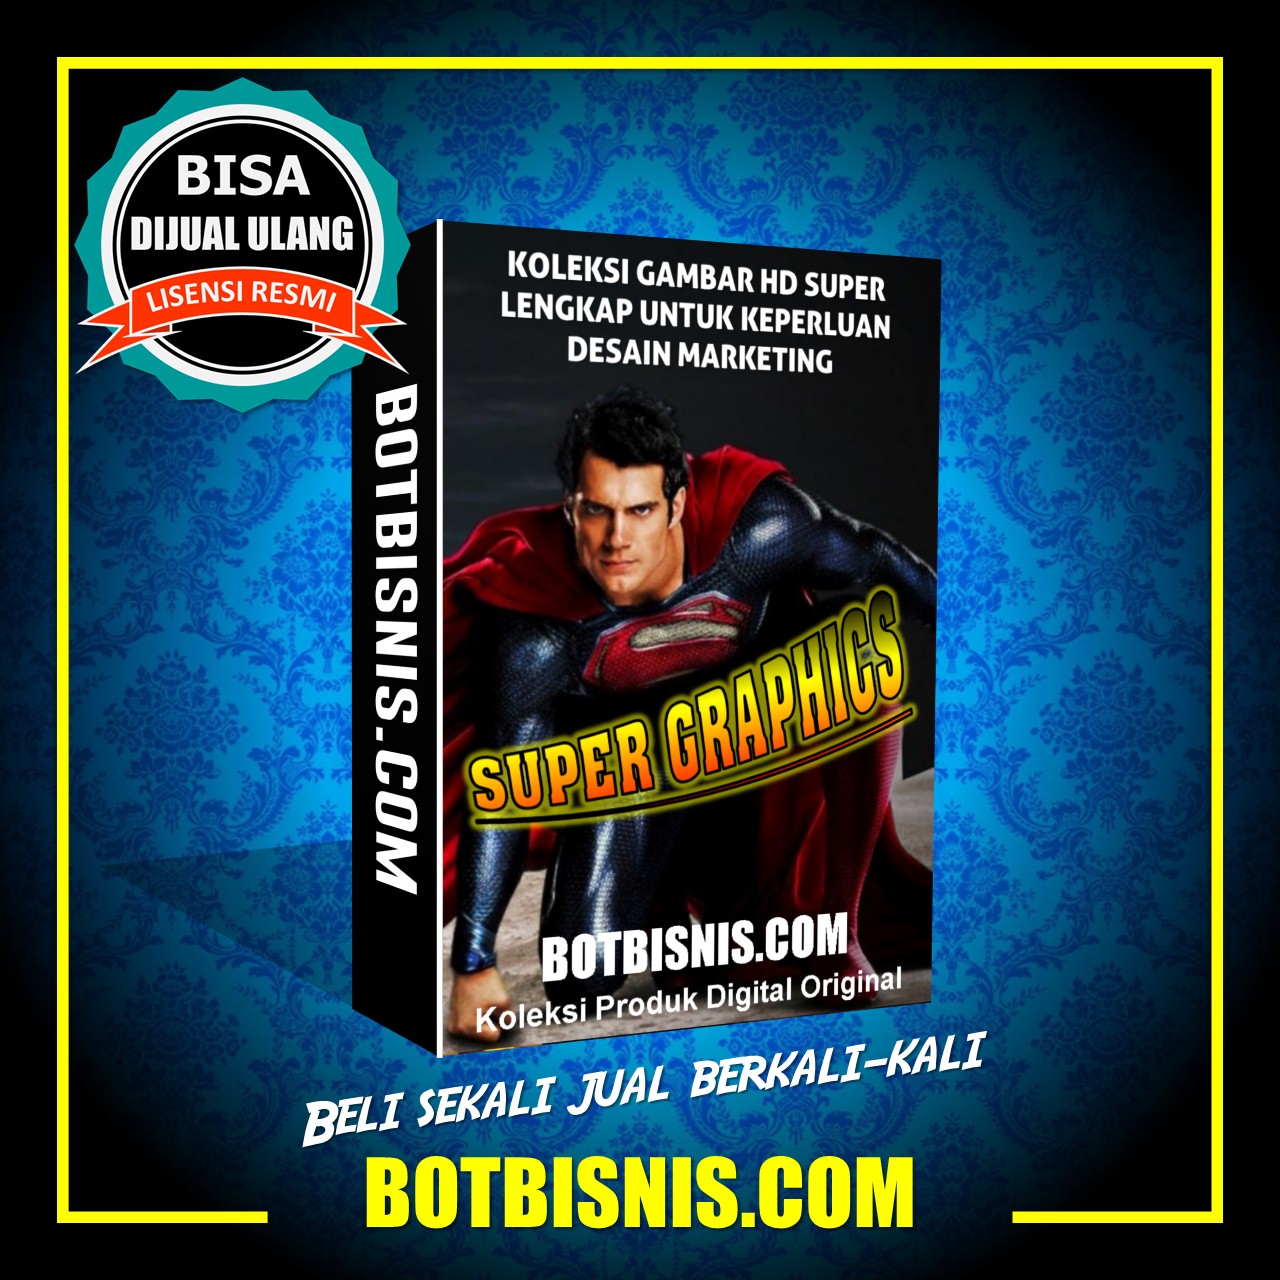 BISA
DIJUAL ULANG
LISENSI RESMI
KOLEKSI GAMBAR HD SUPER
LENGKAP UNTUK KEPERLUAN
DESAIN MARKETING
BOTBISNIS.COM
SUPER GRAPHICS
BOTBISNIS.COM
Koleksi Produk Digital Original
BELI SEKALI JUAL BERKALI-KALI
BOTBISNIS.COM